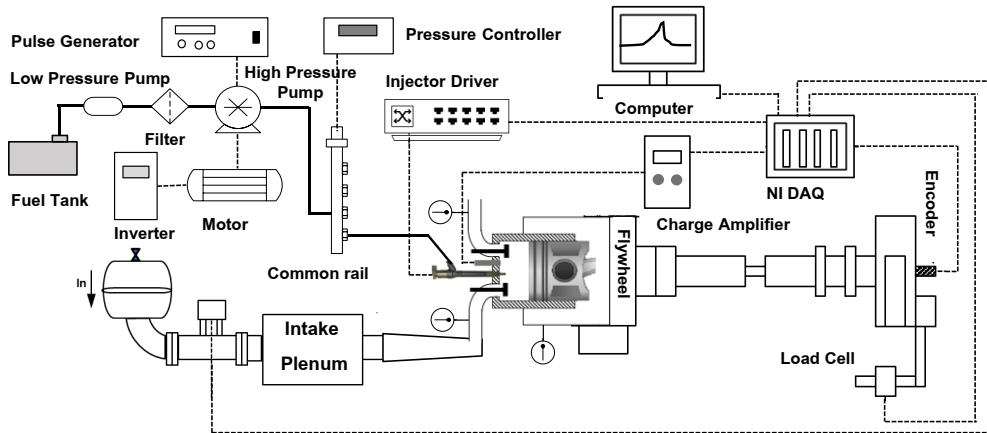 Pulse Generator
Pressure Controller
Low Pressure Pump
High Pressure
Pump
Injector Driver
Computer
Filter
NI DAQ
Fuel Tank
Inverter
Motor
Charge Amplifier
Encoder
Common rail
Flywheel
In
Intake
Plenum
Load Cell